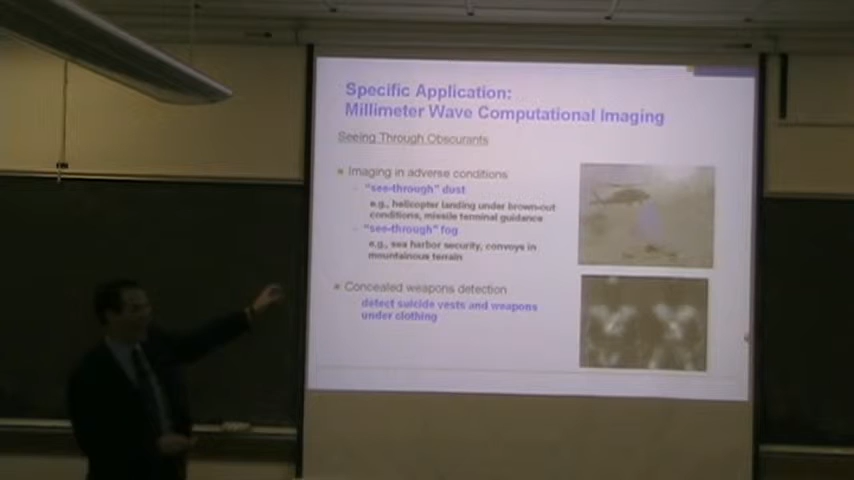 Specific Application:
Millimeter Wave Computational Imaging
Seeing Through Obscurants
Imaging in adverse conditions
- "see-through" dust
e.g., helicopter landing under brown-out
conditions, missile terminal guidance
- "see-through" fog
e.g., sea harbor security, convoys in
mountainous terrain
Concealed weapons detection
detect suicide vests and weapons
under clothing